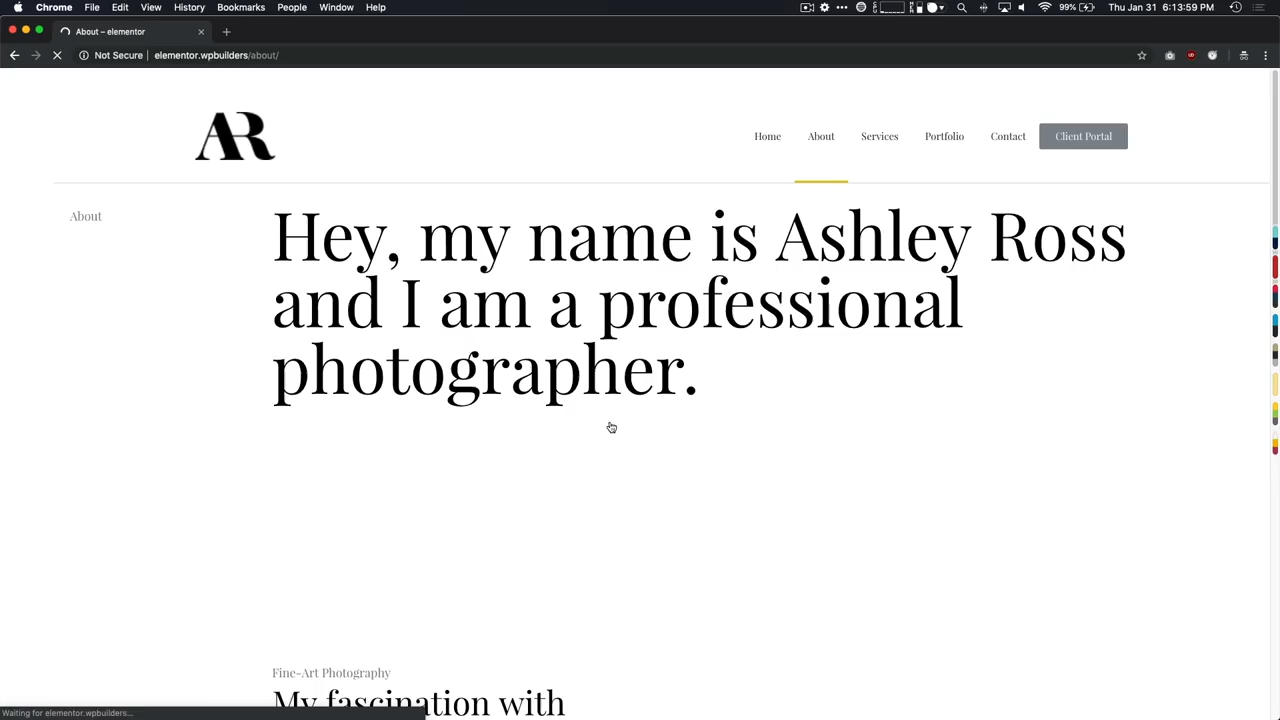 Chrome File Edit View History Bookmarks People Window Help 99% Thu Jan 31 6:13:59 PM
About – elementor
Not Secure | elementor.wpbuilders/about/
AR
Home About Services Portfolio Contact Client Portal
About
Hey, my name is Ashley Ross
and I am a professional
photographer.
Fine-Art Photography
My fascination with
Waiting for elementor.wpbuilders...